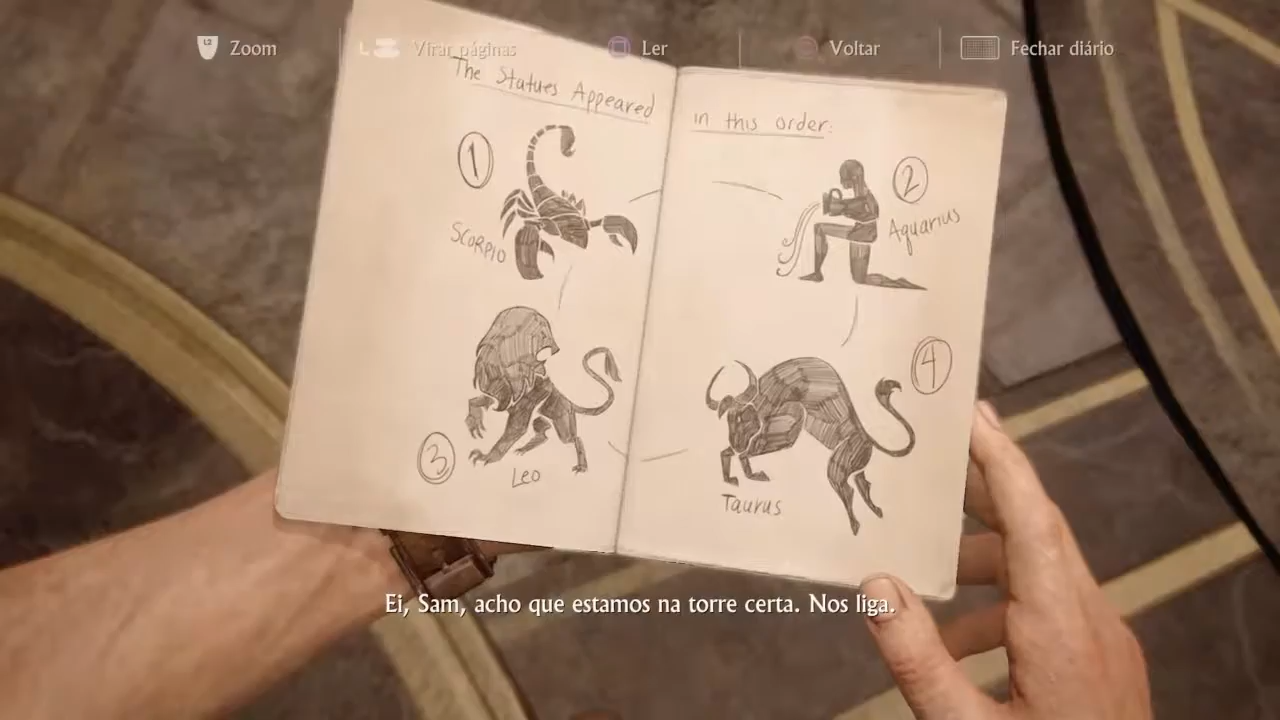 L2 Zoom
L Virar páginas
Ler
Voltar
Fechar diário
The Statues Appeared
in this order:
1
SCORPIO
2
Aquarius
3
Leo
4
Taurus
Ei, Sam, acho que estamos na torre certa. Nos liga.